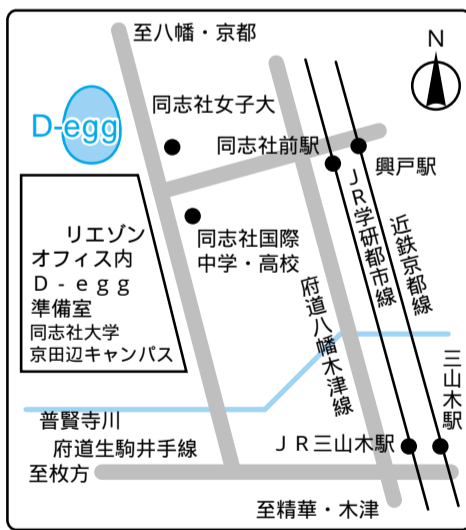 至八幡・京都
N
同志社女子大
D-egg
同志社前駅
興戸駅
リエゾン
オフィス内
D-egg
準備室
同志社大学
京田辺キャンパス
同志社国際
中学・高校
JR学研都市線
近鉄京都線
府道八幡木津線
三山木駅
普賢寺川
府道生駒井手線
JR三山木駅
至枚方
至精華・木津